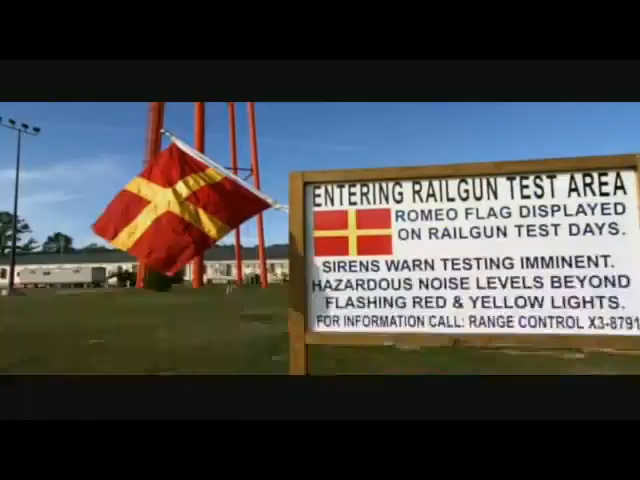 ENTERING RAILGUN TEST AREA
ROMEO FLAG DISPLAYED
ON RAILGUN TEST DAYS.
SIRENS WARN TESTING IMMINENT.
HAZARDOUS NOISE LEVELS BEYOND
FLASHING RED & YELLOW LIGHTS.
FOR INFORMATION CALL: RANGE CONTROL X3-8791